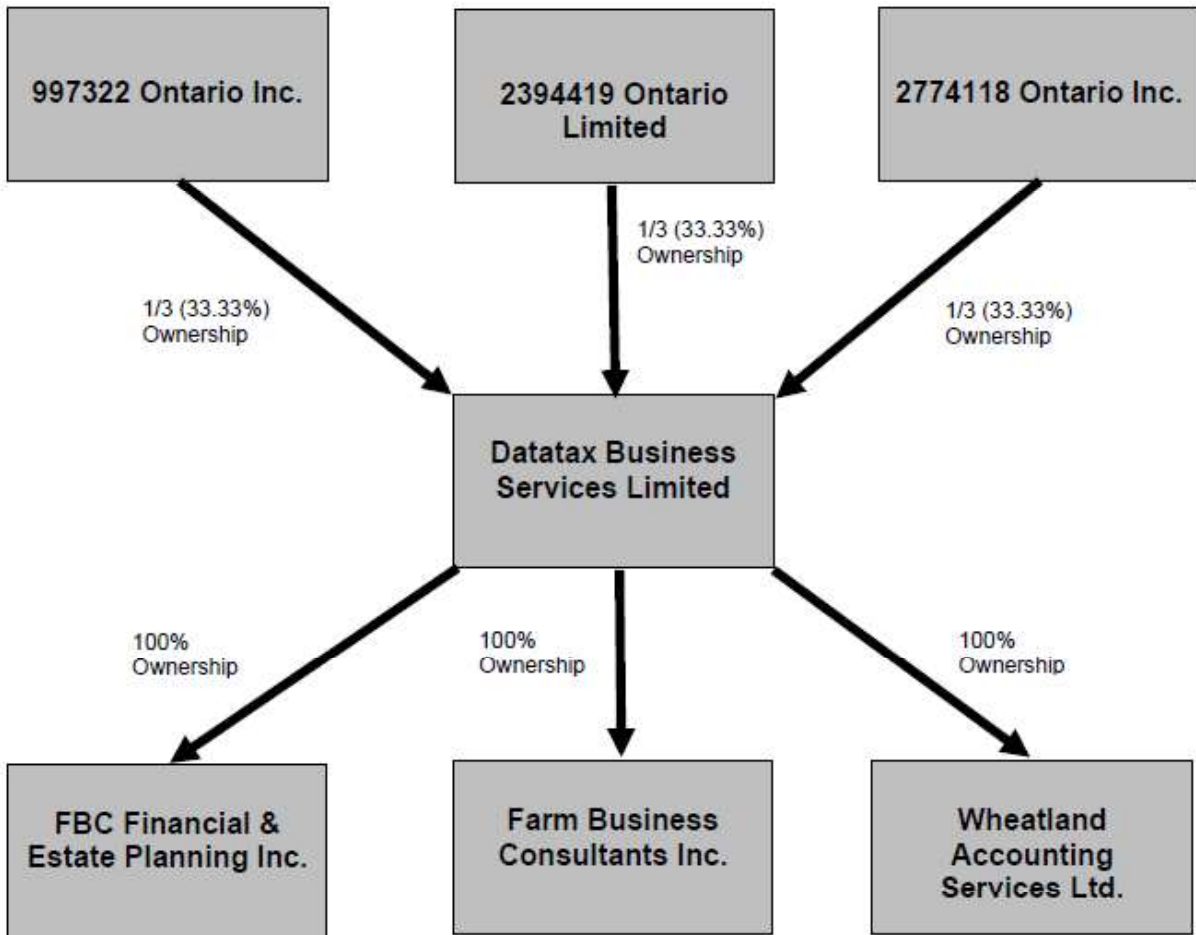 997322 Ontario Inc.
2394419 Ontario
Limited
2774118 Ontario Inc.
1/3 (33.33%)
Ownership
1/3 (33.33%)
Ownership
1/3 (33.33%)
Ownership
Datatax Business
Services Limited
100%
Ownership
100%
Ownership
100%
Ownership
FBC Financial &
Estate Planning Inc.
Farm Business
Consultants Inc.
Wheatland
Accounting
Services Ltd.